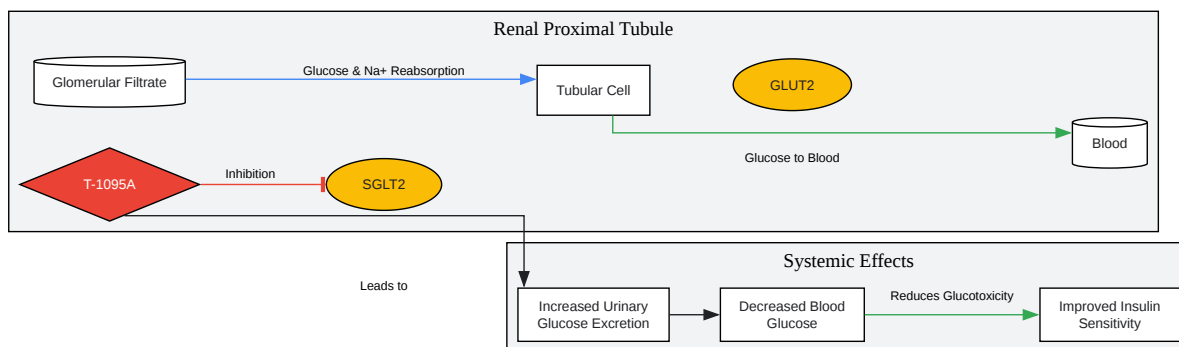 Renal Proximal Tubule
Glomerular Filtrate
Glucose & Na+ Reabsorption
Tubular Cell
GLUT2
Glucose to Blood
Blood
T-1095A
Inhibition
SGLT2
Leads to
Systemic Effects
Increased Urinary
Glucose Excretion
Decreased Blood
Glucose
Reduces Glucotoxicity
Improved Insulin
Sensitivity